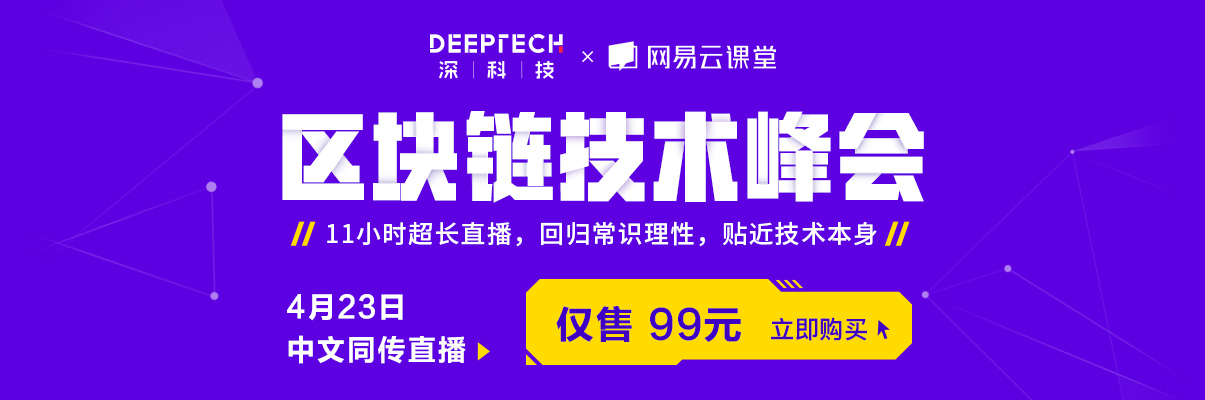 DEEPTECH
深 | 科 | 技
× 网易云课堂
区块链技术峰会
// 11小时超长直播，回归常识理性，贴近技术本身 //
4月23日
中文同传直播
仅售 99元 立即购买